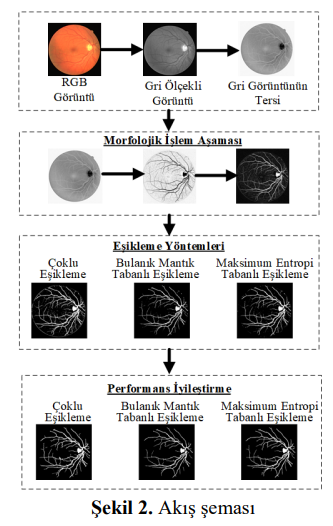 RGB
Görüntü
Gri Ölçekli
Görüntü
Gri Görüntünün
Tersi
Morfolojik İşlem Aşaması
Eşikleme Yöntemleri
Çoklu
Eşikleme
Bulanık Mantık
Tabanlı Eşikleme
Maksimum Entropi
Tabanlı Eşikleme
Performans İyileştirme
Çoklu
Eşikleme
Bulanık Mantık
Tabanlı Eşikleme
Maksimum Entropi
Tabanlı Eşikleme
Şekil 2. Akış şeması